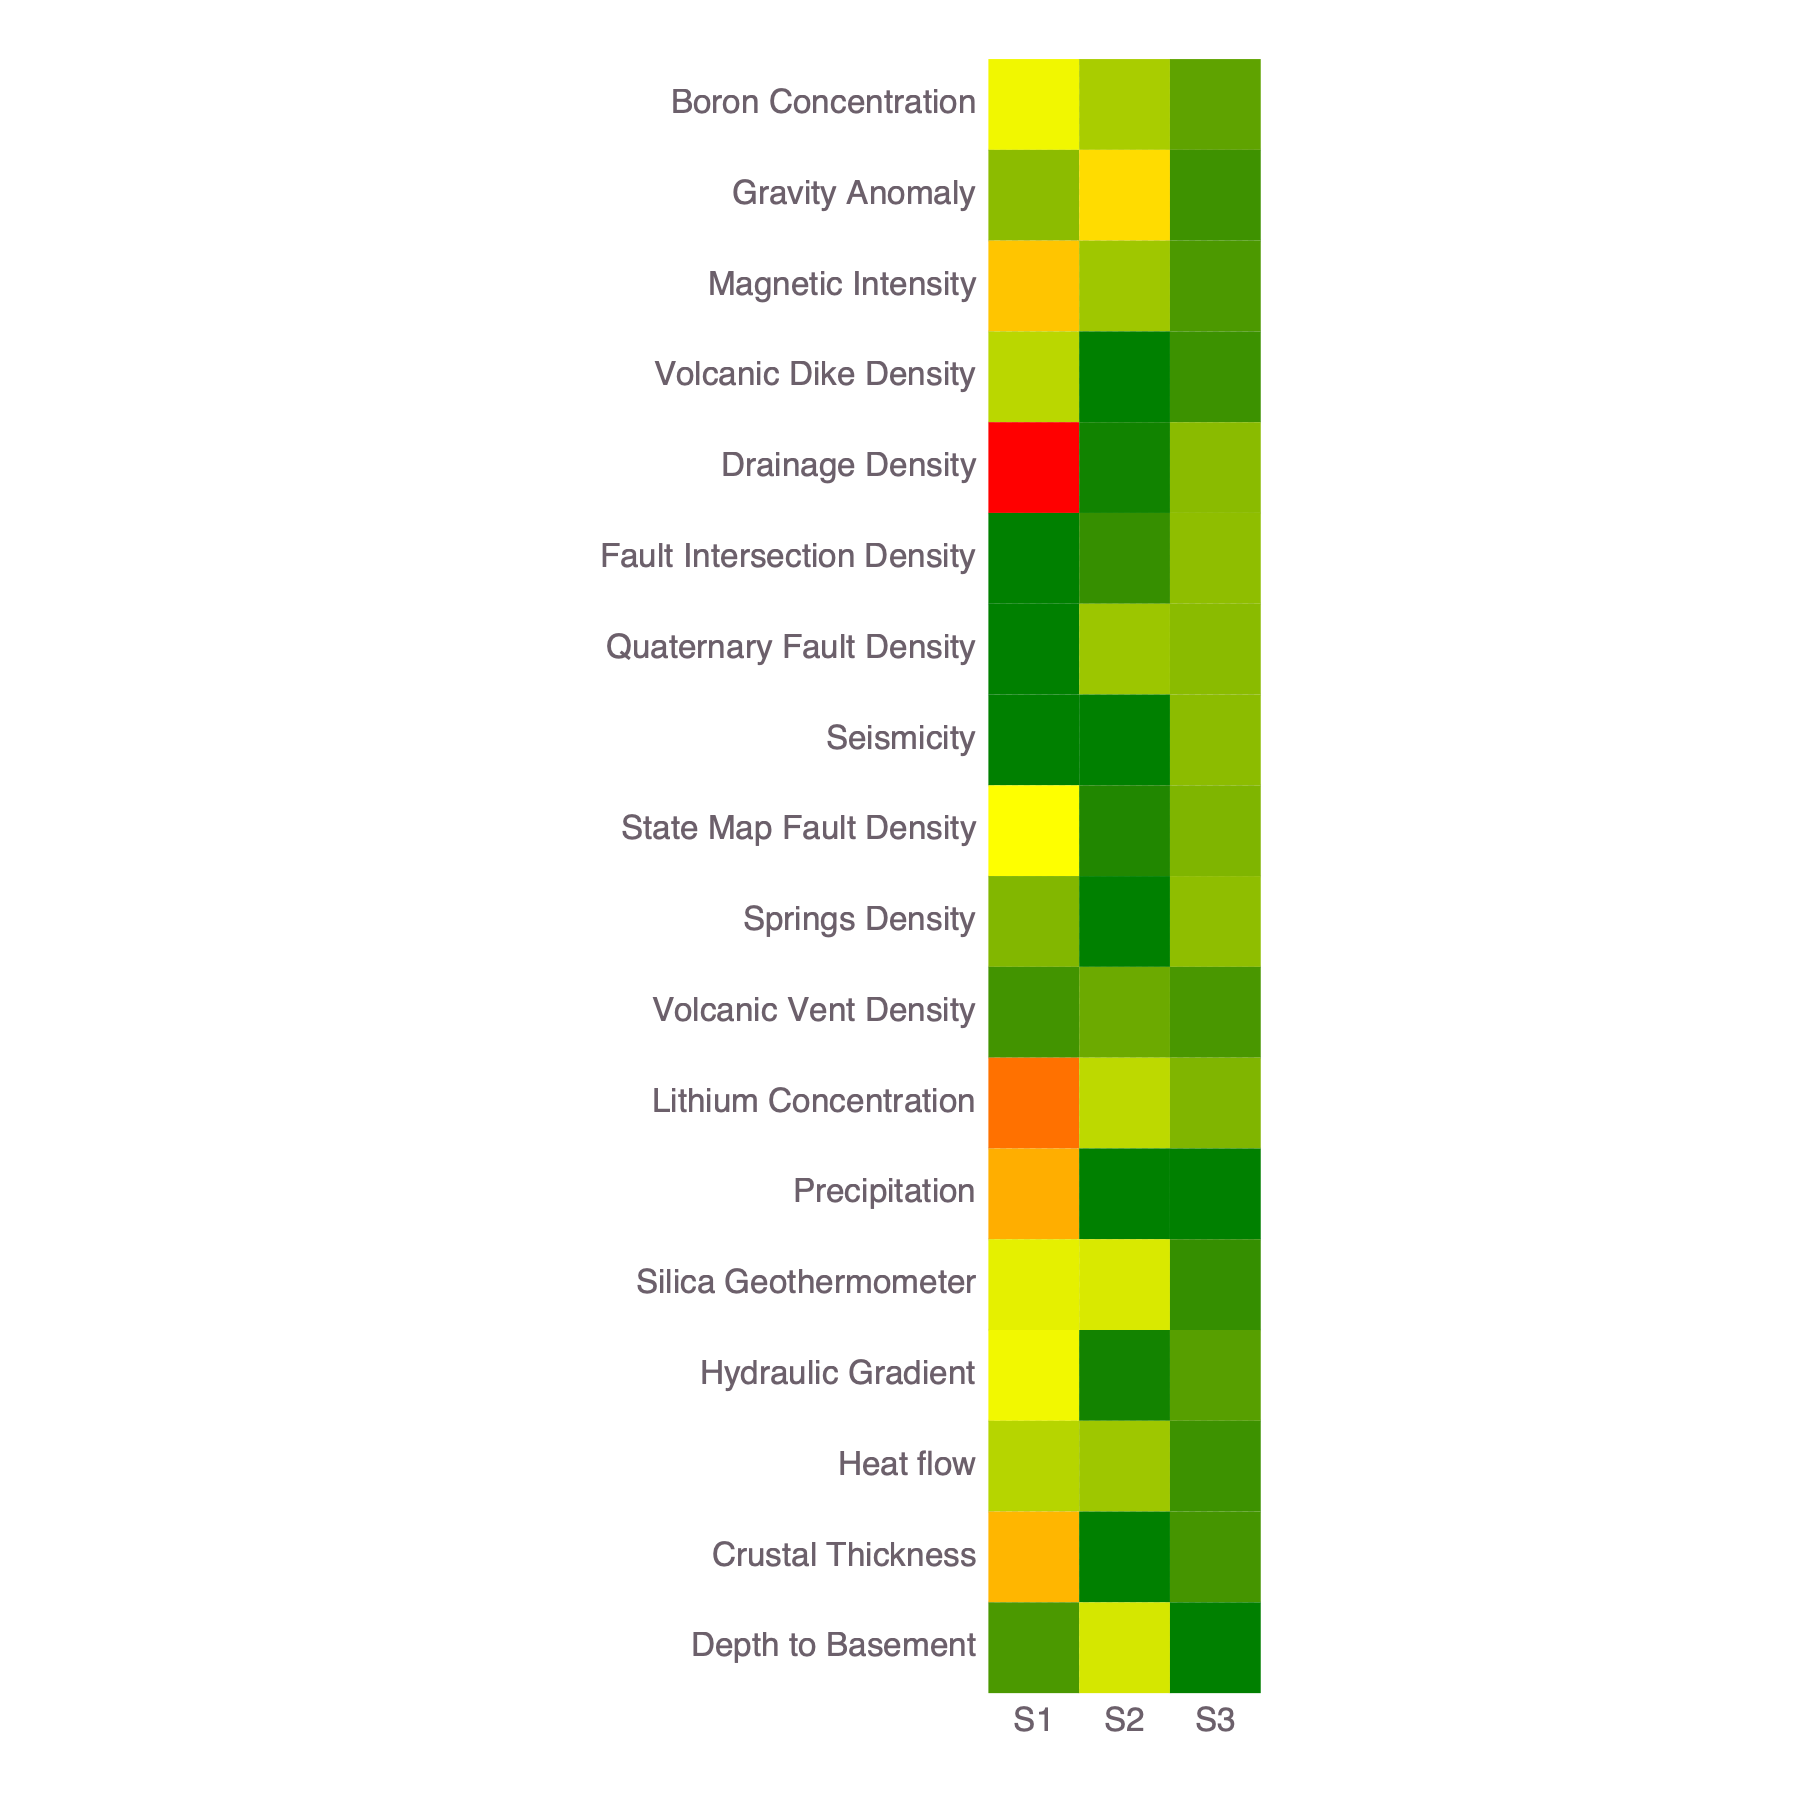 Boron Concentration
Gravity Anomaly
Magnetic Intensity
Volcanic Dike Density
Drainage Density
Fault Intersection Density
Quaternary Fault Density
Seismicity
State Map Fault Density
Springs Density
Volcanic Vent Density
Lithium Concentration
Precipitation
Silica Geothermometer
Hydraulic Gradient
Heat flow
Crustal Thickness
Depth to Basement
S1 S2 S3